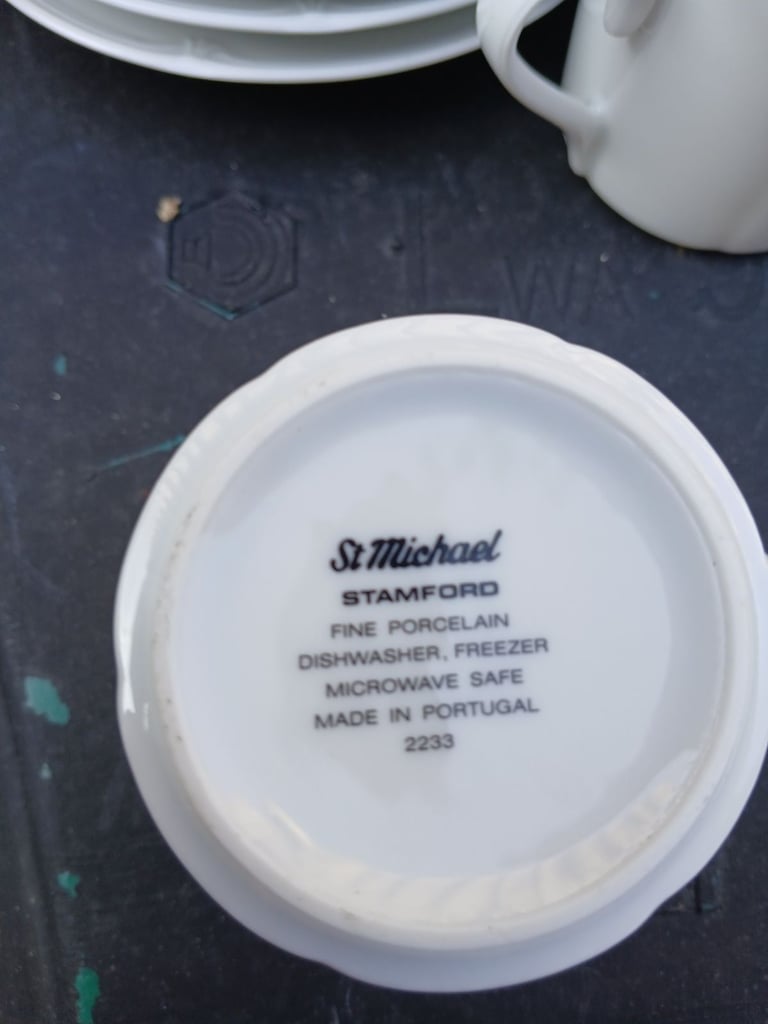 St Michael
STAMFORD
FINE PORCELAIN
DISHWASHER, FREEZER
MICROWAVE SAFE
MADE IN PORTUGAL
2233